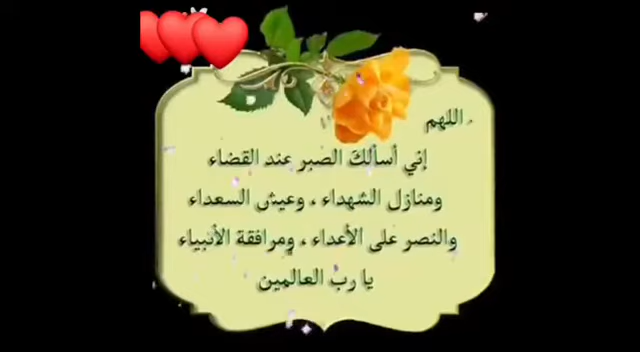 اللهم
إني أسألك الصبر عند القضاء
ومنازل الشهداء ، وعيش السعداء
والنصر على الأعداء ، ومرافقة الأنبياء
يا رب العالمين